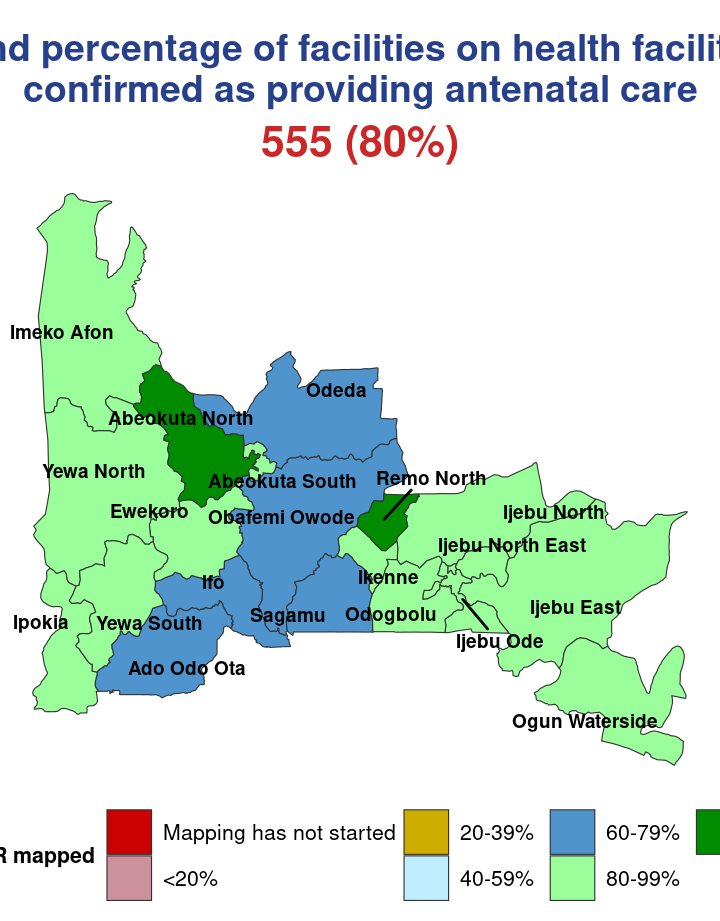 percentage of facilities on health
confirmed as providing antenatal care
555 (80%)
Imeko Afon
Odeda
Abeokuta North
Yewa North
Abeokuta South
Remo North
Ewekoro
Obafemi Owode
Ijebu North
Ijebu North East
Ifo
Ikenne
Ipokia
Yewa South
Sagamu
Odogbolu
Ijebu East
Ijebu Ode
Ado Odo Ota
Ogun Waterside
Mapping has not started
20-39%
60-79%
mapped
<20%
40-59%
80-99%